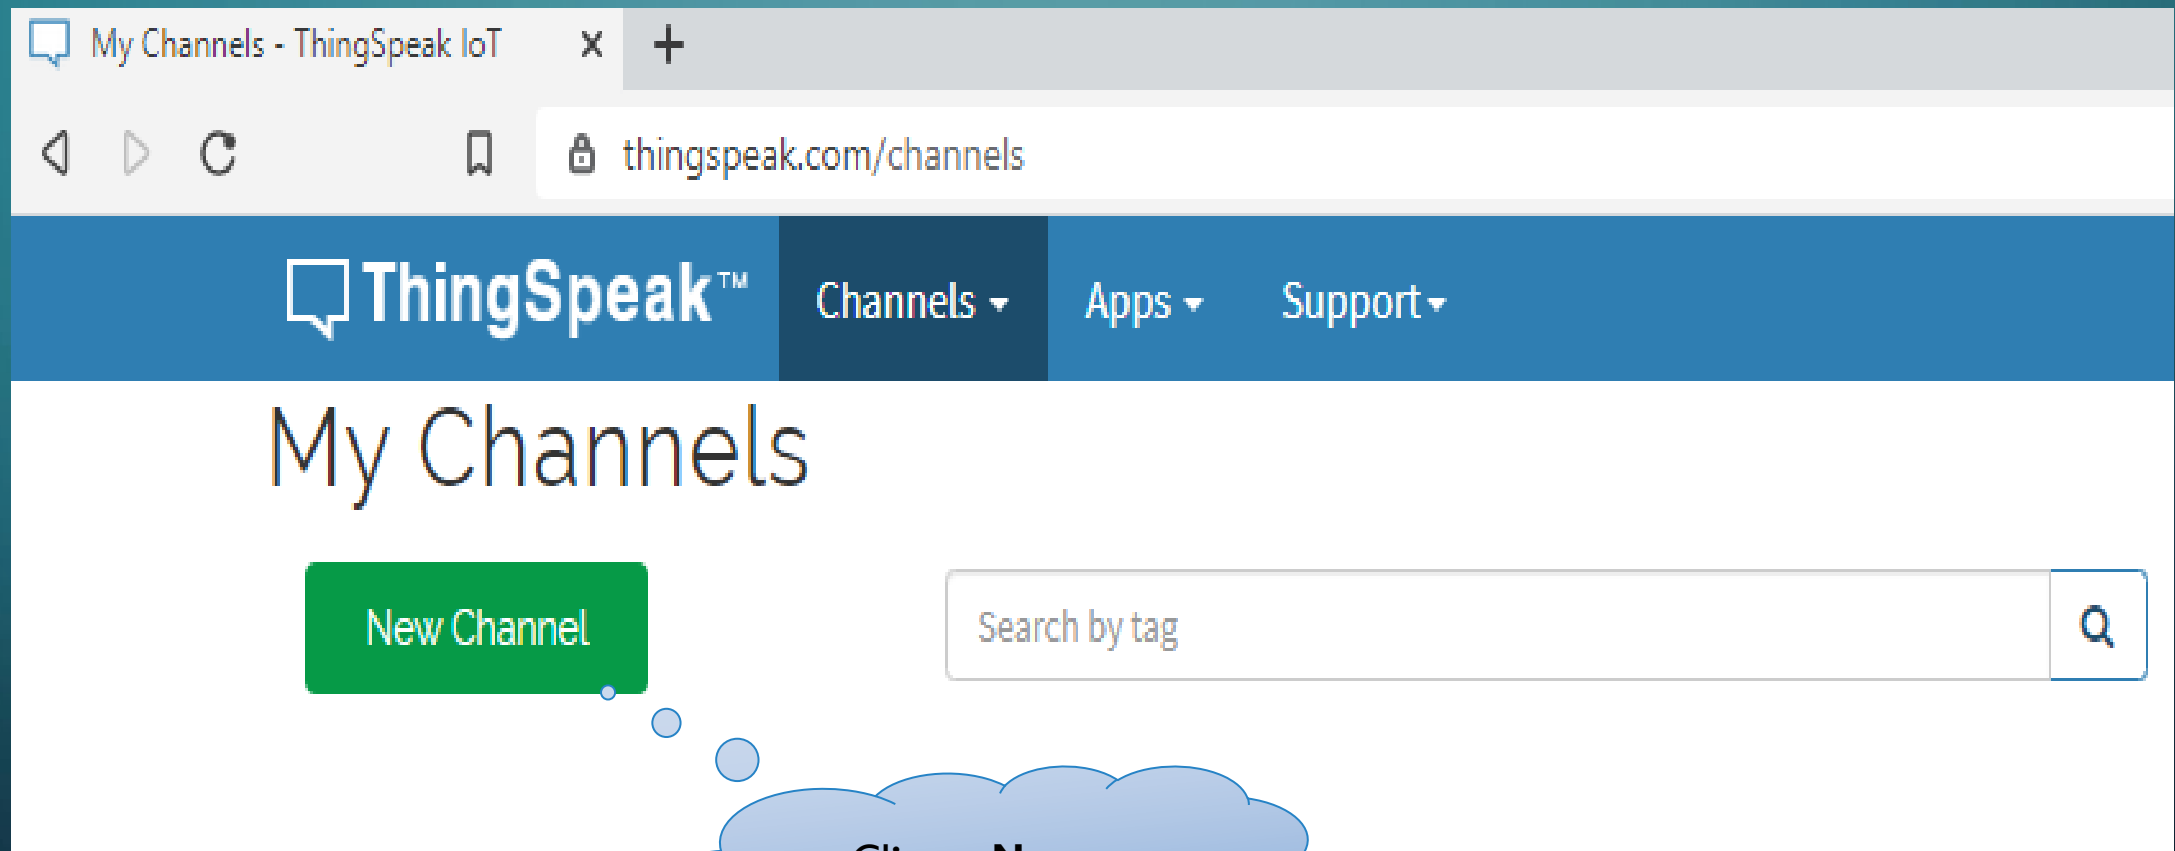 My Channels - ThingSpeak IoT
thingspeak.com/channels
ThingSpeak™ Channels Apps Support
My Channels
New Channel
Search by tag